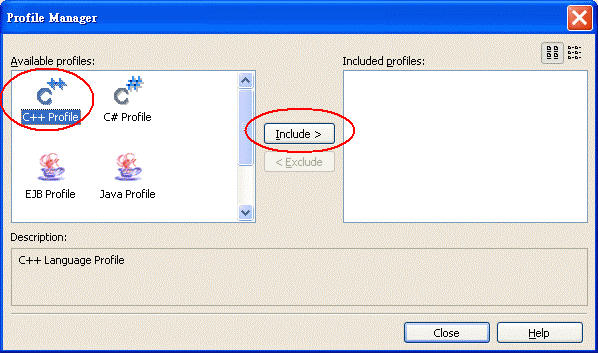 Profile Manager
Available profiles:
Included profiles:
C++ Profile
C# Profile
EJB Profile
Java Profile
Include >
< Exclude
Description:
C++ Language Profile
Close
Help